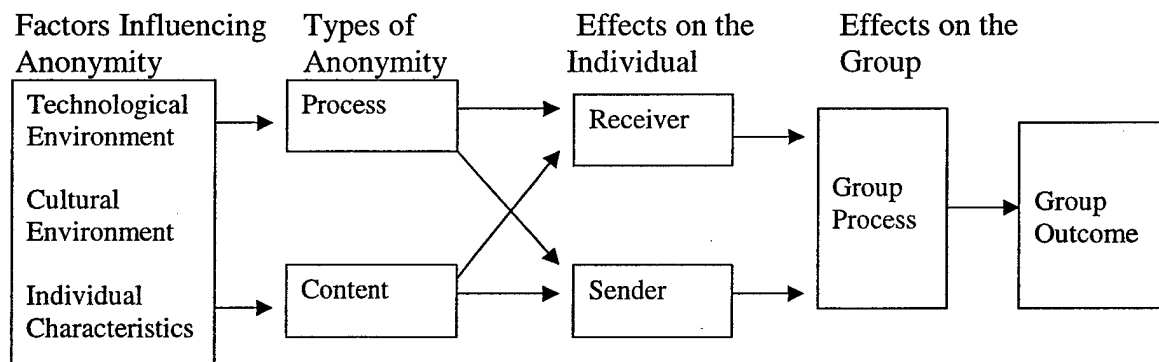 Factors Influencing
Anonymity
Types of
Anonymity
Effects on the
Individual
Effects on the
Group
Technological
Environment
Cultural
Environment
Individual
Characteristics
Process
Content
Receiver
Sender
Group
Process
Group
Outcome